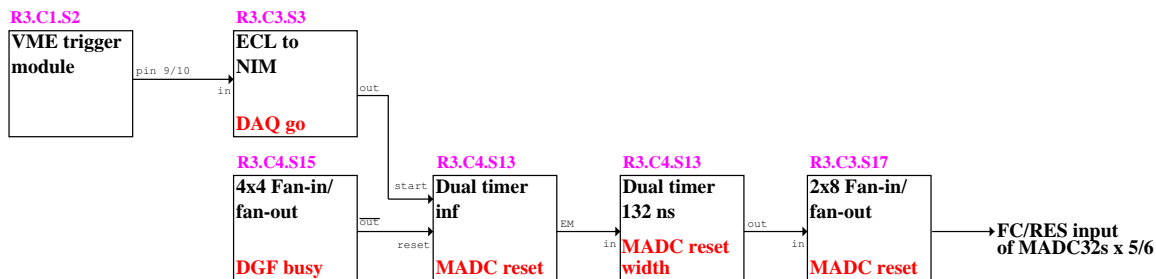 R3.C1.S2
VME trigger
module
pin 9/10
R3.C3.S3
ECL to
NIM
DAQ go
in
out
R3.C4.S15
4x4 Fan-in/
fan-out
DGF busy
out
start
reset
R3.C4.S13
Dual timer
inf
MADC reset
EM
in
R3.C4.S13
Dual timer
132 ns
MADC reset
width
out
in
R3.C3.S17
2x8 Fan-in/
fan-out
MADC reset
FC/RES input
of MADC32s x 5/6